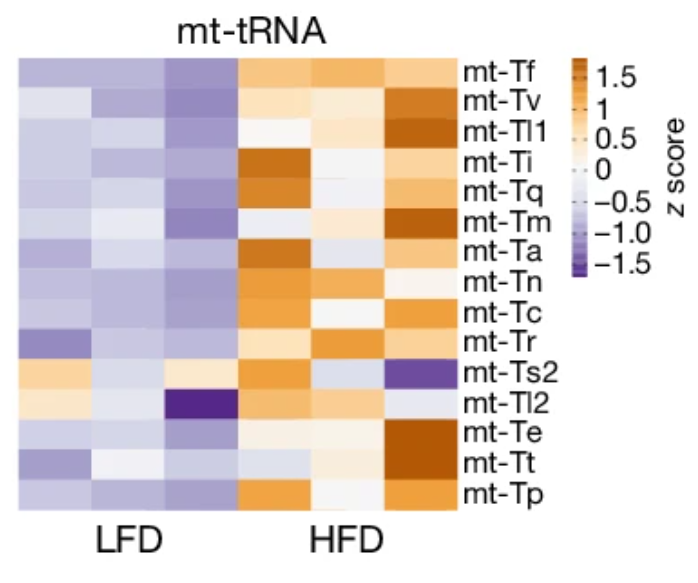 mt-tRNA
mt-Tf
mt-Tv
mt-Tl1
mt-Ti
mt-Tq
mt-Tm
mt-Ta
mt-Tn
mt-Tc
mt-Tr
mt-Ts2
mt-Tl2
mt-Te
mt-Tt
mt-Tp
LFD HFD
1.5
1
0.5
0
−0.5
−1.0
−1.5
z score